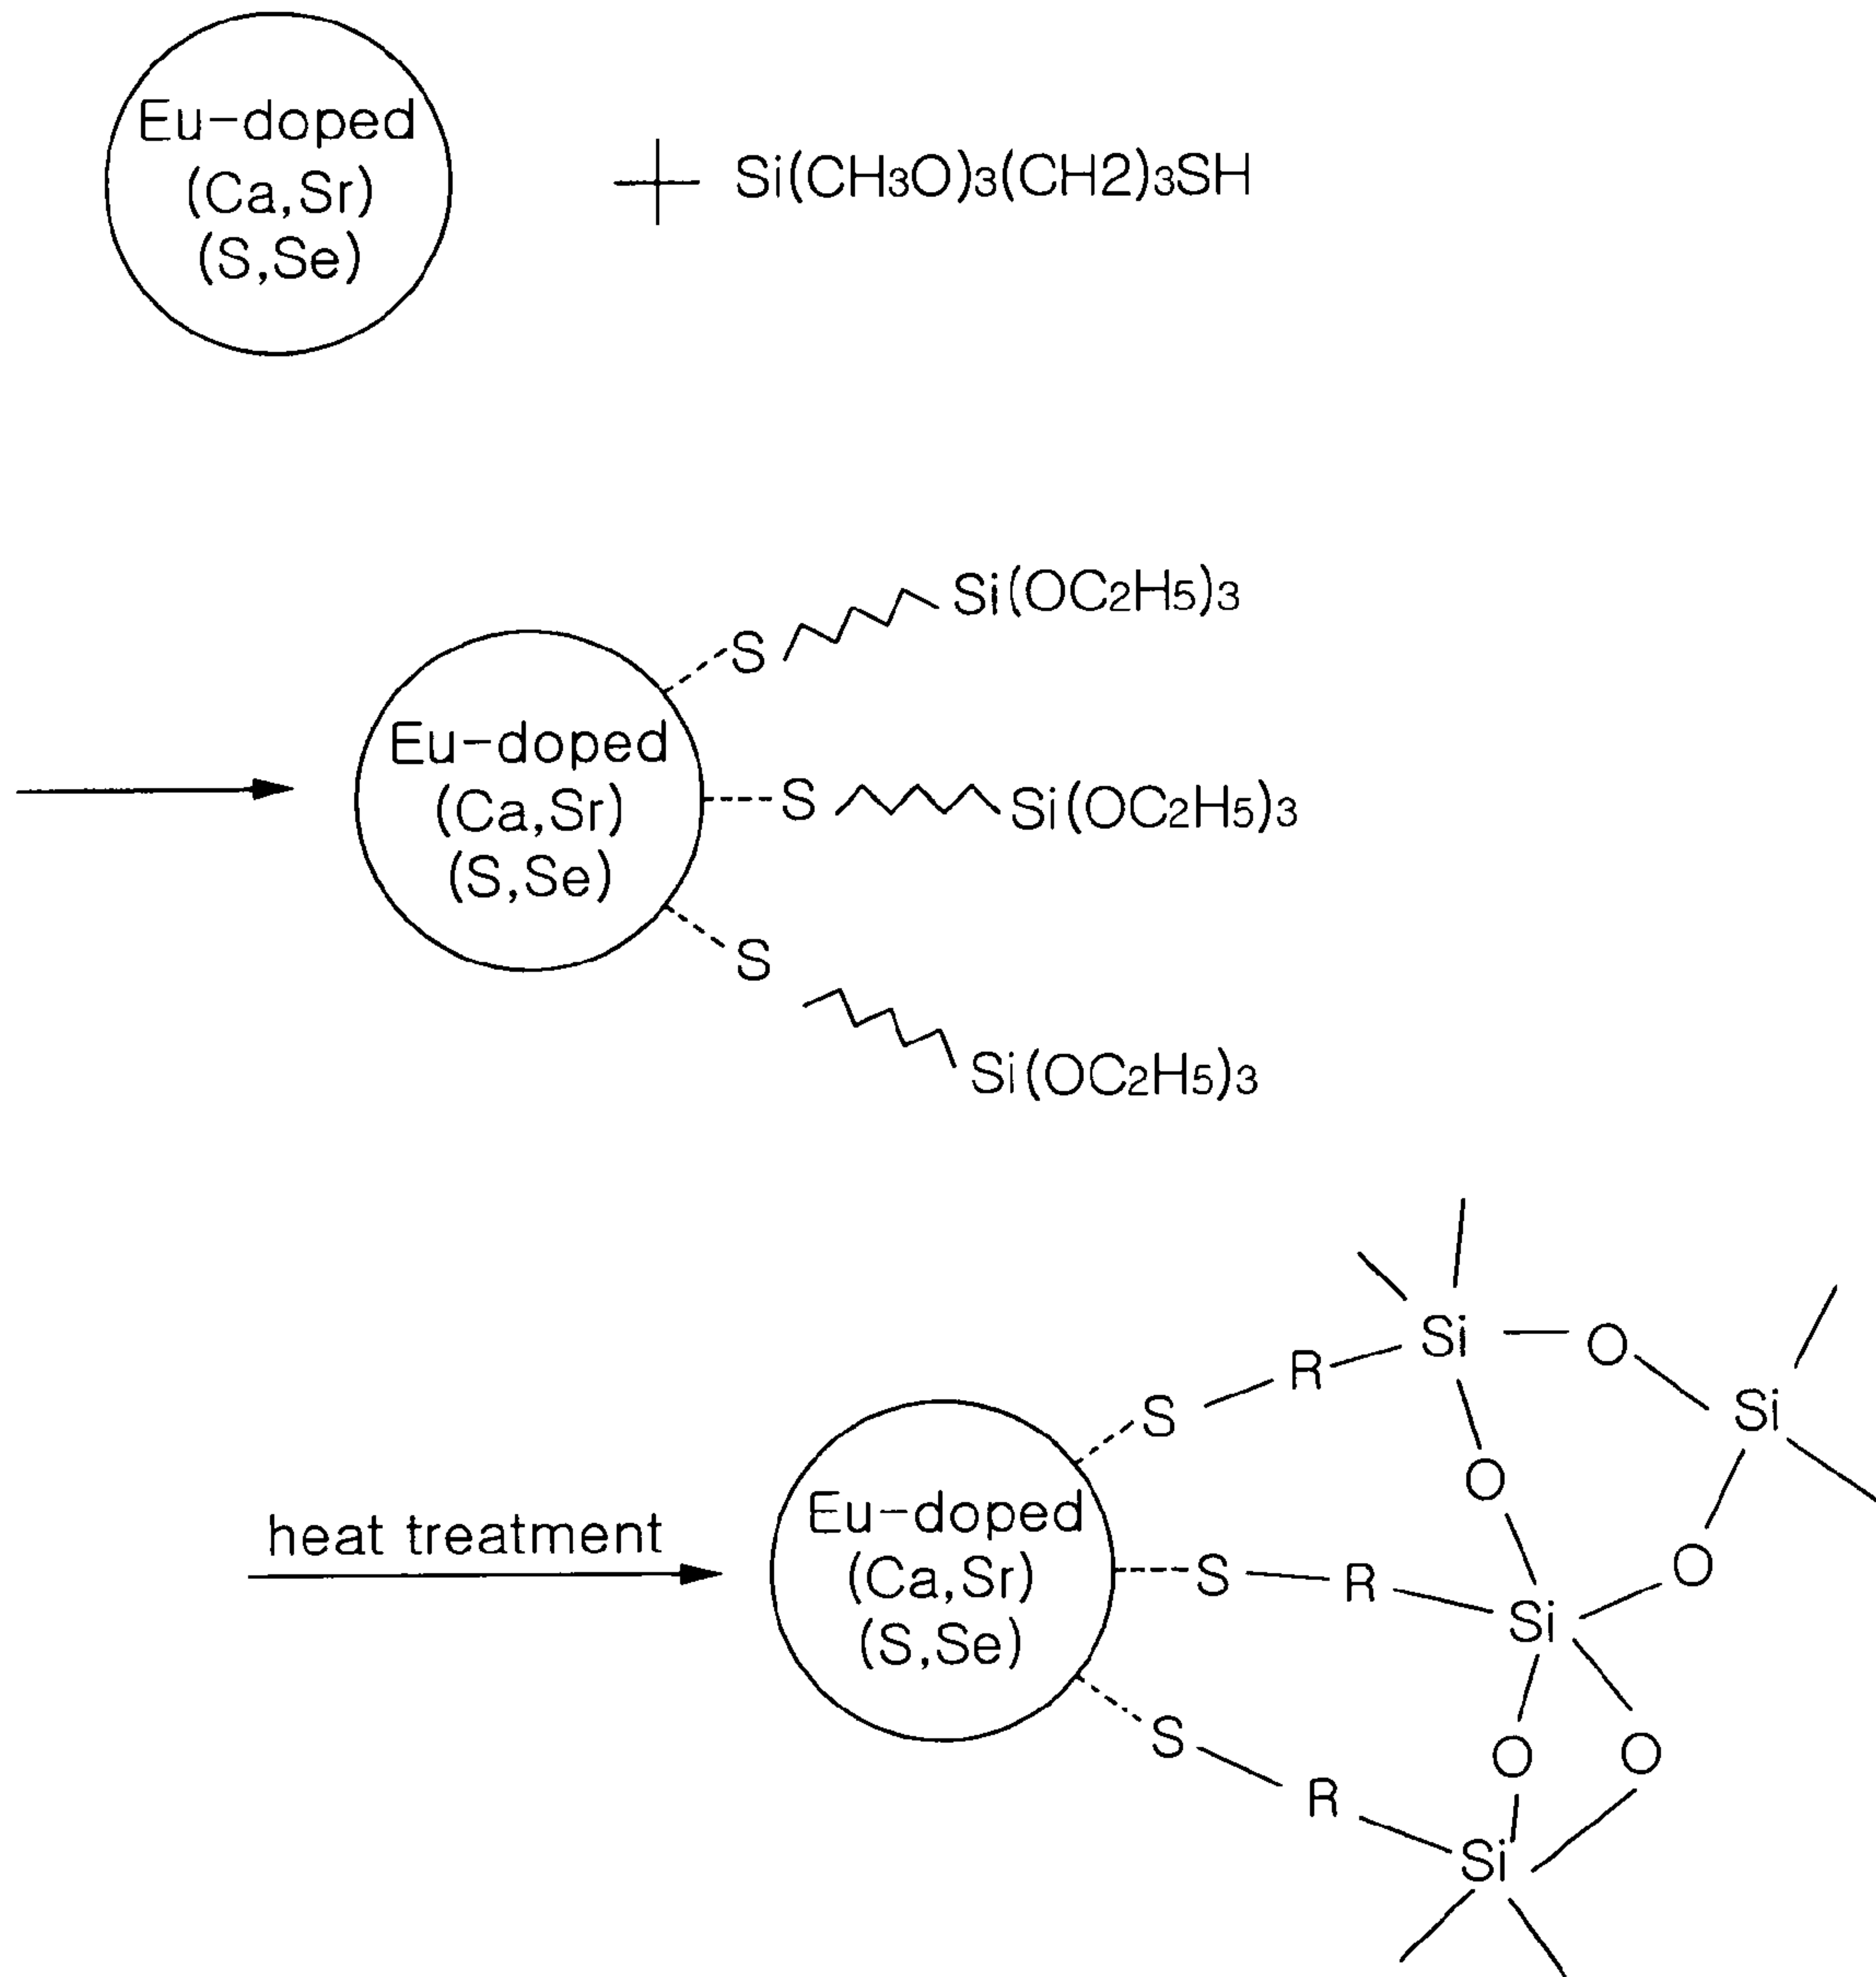 Eu-doped
(Ca,Sr)
(S,Se)
+ Si(CH3O)3(CH2)3SH
S Si(OC2H5)3
Eu-doped
(Ca,Sr)
(S,Se)
S Si(OC2H5)3
S
Si(OC2H5)3
heat treatment
Eu-doped
(Ca,Sr)
(S,Se)
S R Si O Si
O
S R Si O
O O
S R Si